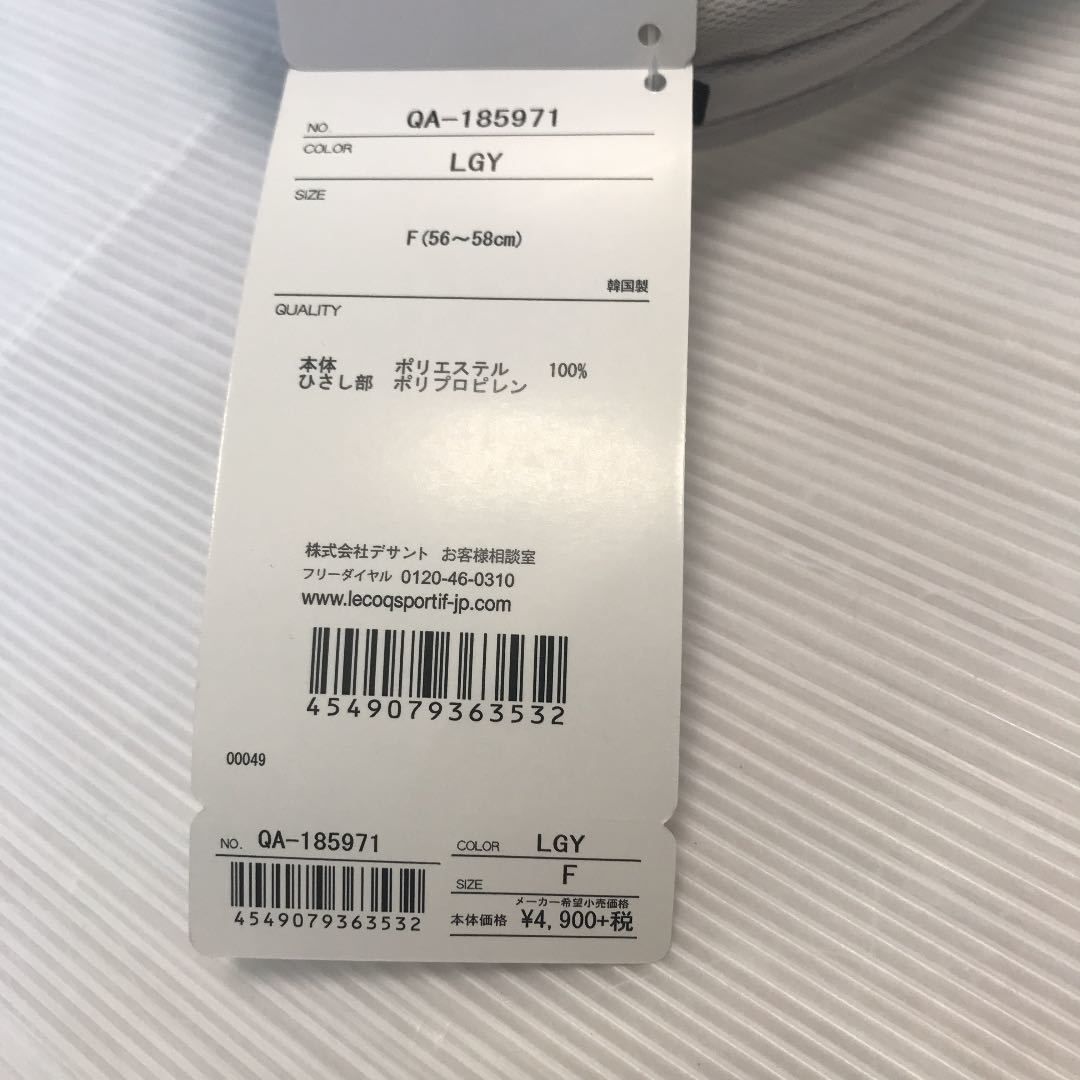 NO. QA-185971
COLOR LGY
SIZE
F(56～58cm)
韓国製
QUALITY
本体 ポリエステル 100%
ひさし部 ポリプロピレン
株式会社デサント お客様相談室
フリーダイヤル 0120-46-0310
www.lecoqsportif-jp.com
4549079363532
00049
NO. QA-185971
4549079363532
COLOR LGY
SIZE F
メーカー希望小売価格
本体価格 ¥4,900+税